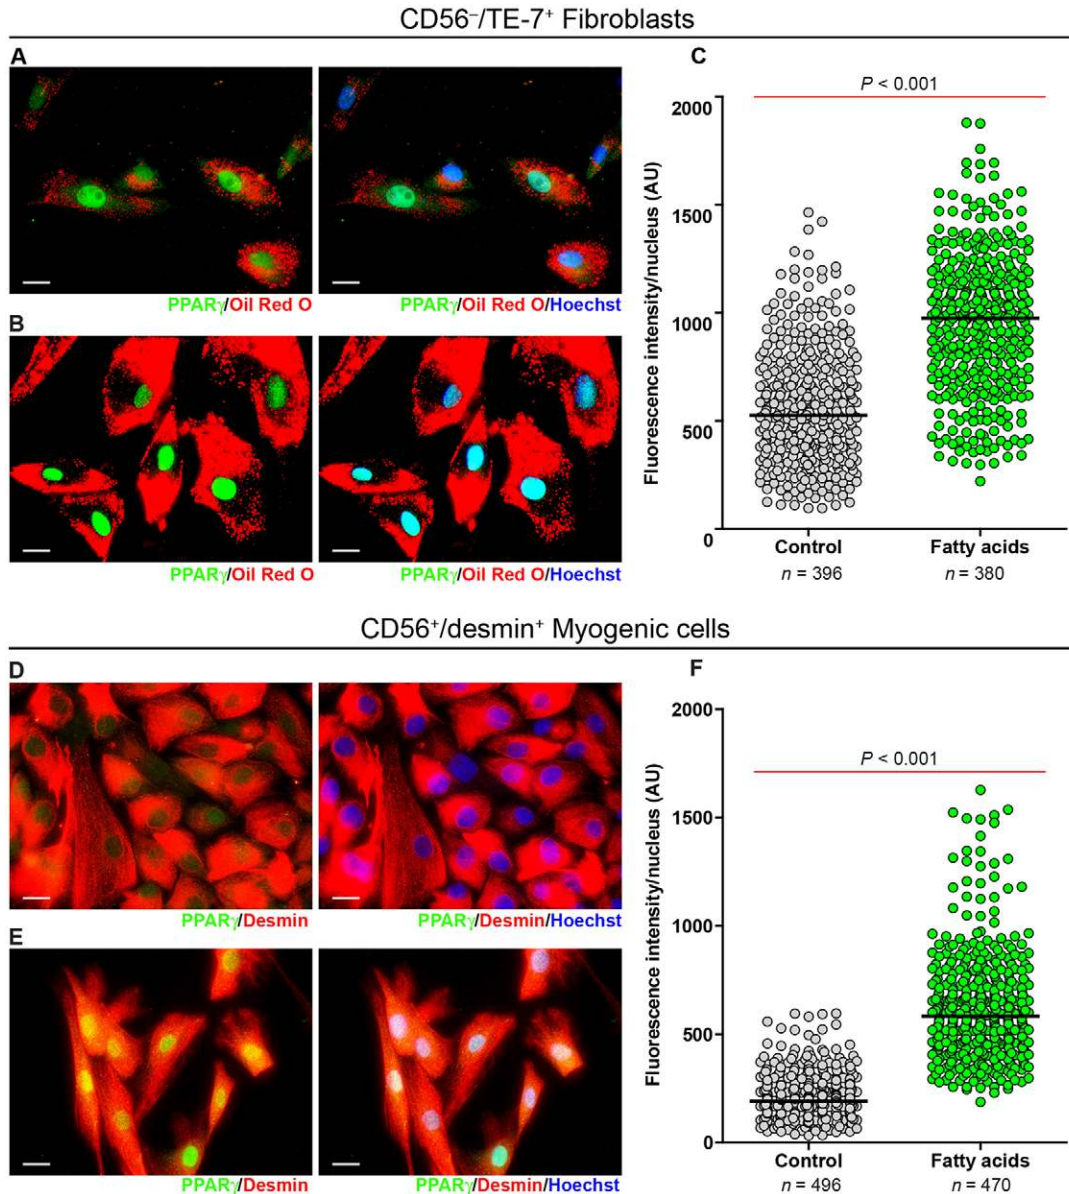 CD56⁻/TE-7⁺ Fibroblasts
A
PPARγ/Oil Red O
PPARγ/Oil Red O/Hoechst
B
PPARγ/Oil Red O
PPARγ/Oil Red O/Hoechst
C
P < 0.001
Fluorescence intensity/nucleus (AU)
2000
1500
1000
500
0
Control
Fatty acids
n = 396
n = 380
CD56⁺/desmin⁺ Myogenic cells
D
PPARγ/Desmin
PPARγ/Desmin/Hoechst
E
PPARγ/Desmin
PPARγ/Desmin/Hoechst
F
P < 0.001
Fluorescence intensity/nucleus (AU)
2000
1500
1000
500
0
Control
Fatty acids
n = 496
n = 470